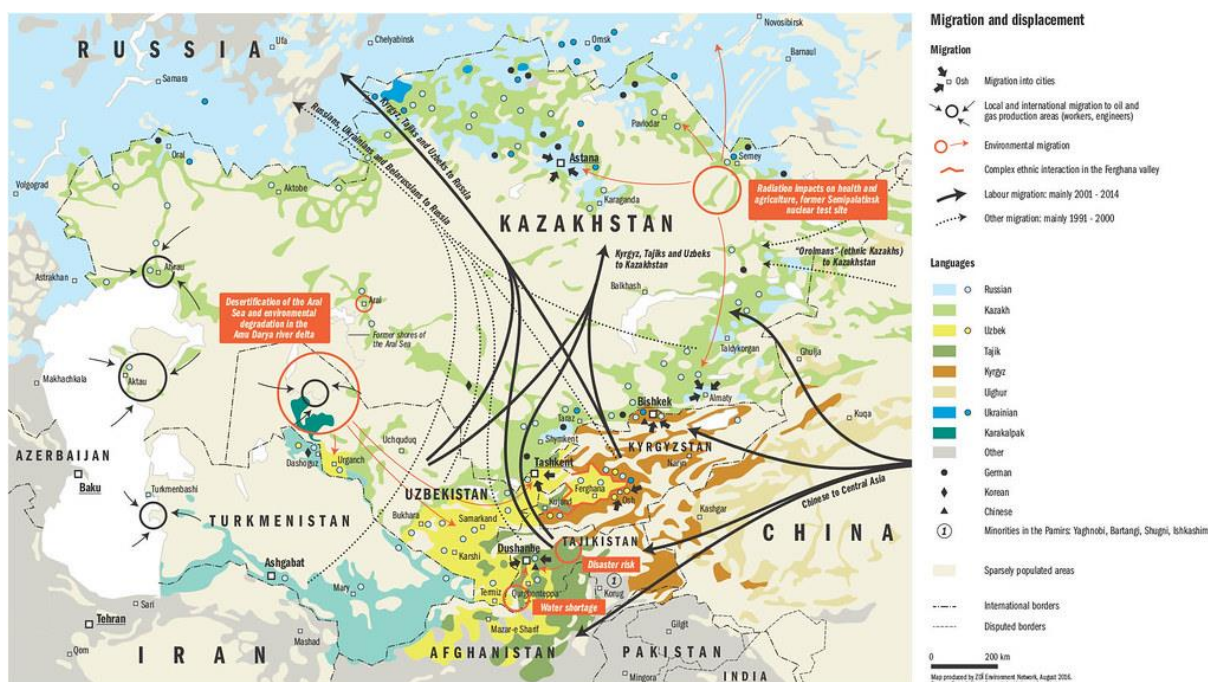 RUSSIA
Ufa
Chelyabinsk
Omsk
Novosibirsk
Barnaul
Samara
Oral
Volgograd
Aktobe
Pavlodar
Semey
Astana
Karaganda
Russians, Ukrainians and Belarussians to Russia
Kyrgyz, Tajiks and Uzbeks to Russia
KAZAKHSTAN
Radiation impacts on health and
agriculture, former Semipalatinsk
nuclear test site
Kyrgyz, Tajiks and Uzbeks
to Kazakhstan
"Orolmans" (ethnic Kazakhs)
to Kazakhstan
Astrakhan
Atyrau
Balkhash
Desertification of the Aral
Sea and environmental
degradation in the
Amu Darya river delta
Aral
Former shores of
the Aral Sea
Taldykorgan
Ghulja
Makhachkala
Aktau
Almaty
Bishkek
Taraz
Kuqa
Shymkent
KYRGYZSTAN
Naryn
AZERBAIJAN
Baku
Uchquduq
Dashoguz
Urganch
Tashkent
Turkmenbashi
UZBEKISTAN
Ferghana
Osh
Chinese to Central Asia
TURKMENISTAN
Bukhara
Samarkand
Kashgar
CHINA
Karshi
Dushanbe
TAJIKISTAN
Disaster risk
Ashgabat
Mary
Termiz
Qurghonteppa
1
Korug
Water shortage
Sari
Tehran
Mashad
Mazar-e Sharif
Gilgit
Qom
IRAN
AFGHANISTAN
PAKISTAN
Mingora
INDIA
Migration and displacement
Migration
Osh
Migration into cities
Local and international migration to oil and
gas production areas (workers, engineers)
Environmental migration
Complex ethnic interaction in the Ferghana valley
Labour migration: mainly 2001 - 2014
Other migration: mainly 1991 - 2000
Languages
Russian
Kazakh
Uzbek
Tajik
Kyrgyz
Uighur
Ukrainian
Karakalpak
Other
German
Korean
Chinese
1 Minorities in the Pamirs: Yaghnobi, Bartangi, Shugni, Ishkashim
Sparsely populated areas
International borders
Disputed borders
0 200 km
Map produced by ZOÏ Environment Network, August 2016.